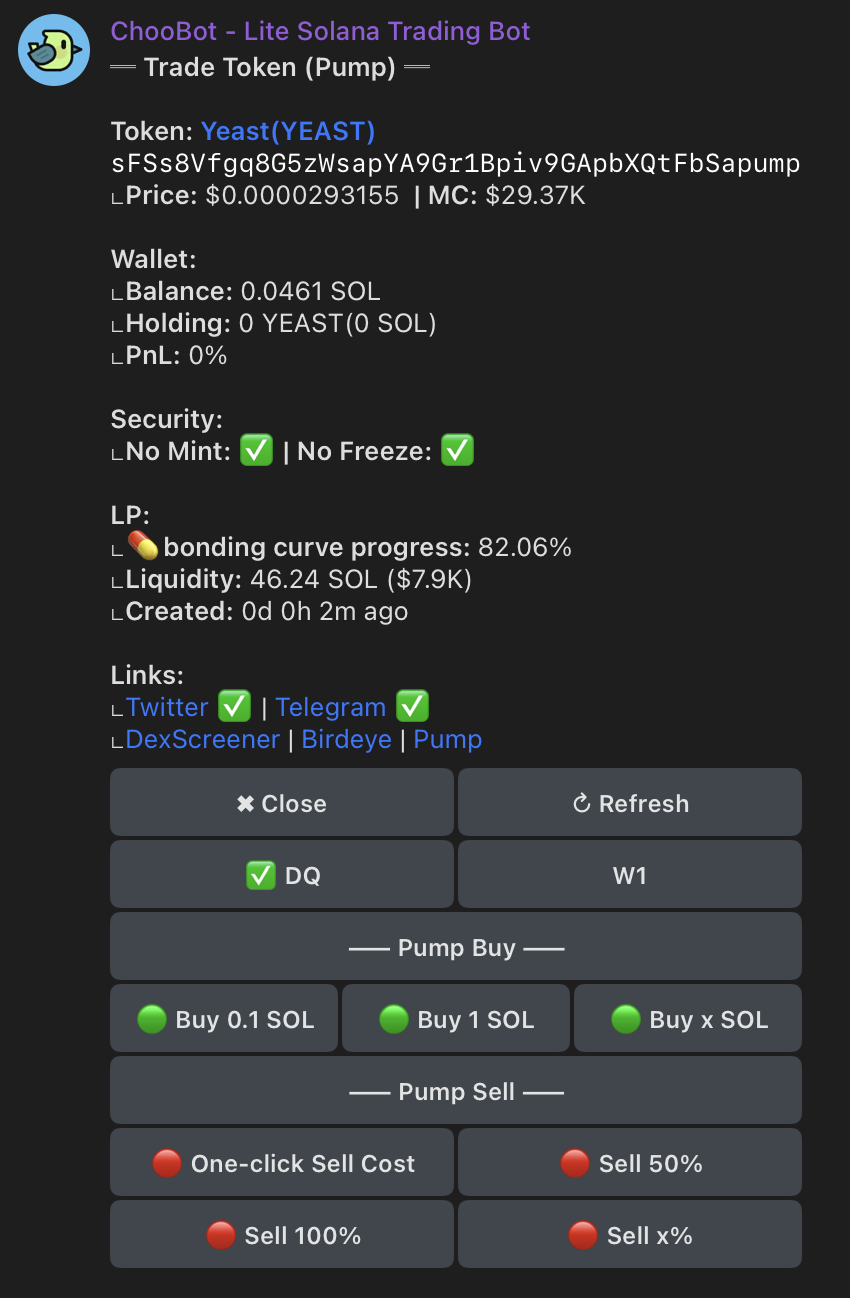 ChooBot - Lite Solana Trading Bot
══ Trade Token (Pump) ══
Token: Yeast(YEAST)
sFSs8Vfgq8G5zWsapYA9Gr1Bpiv9GApbXQtFbSapump
∟Price: $0.0000293155 | MC: $29.37K
Wallet:
∟Balance: 0.0461 SOL
∟Holding: 0 YEAST(0 SOL)
∟PnL: 0%
Security:
∟No Mint: ✅ | No Freeze: ✅
LP:
∟💊bonding curve progress: 82.06%
∟Liquidity: 46.24 SOL ($7.9K)
∟Created: 0d 0h 2m ago
Links:
∟Twitter ✅ | Telegram ✅
∟DexScreener | Birdeye | Pump
✖ Close
↻ Refresh
✅ DQ
W1
—— Pump Buy ——
🟢 Buy 0.1 SOL
🟢 Buy 1 SOL
🟢 Buy x SOL
—— Pump Sell ——
🔴 One-click Sell Cost
🔴 Sell 50%
🔴 Sell 100%
🔴 Sell x%